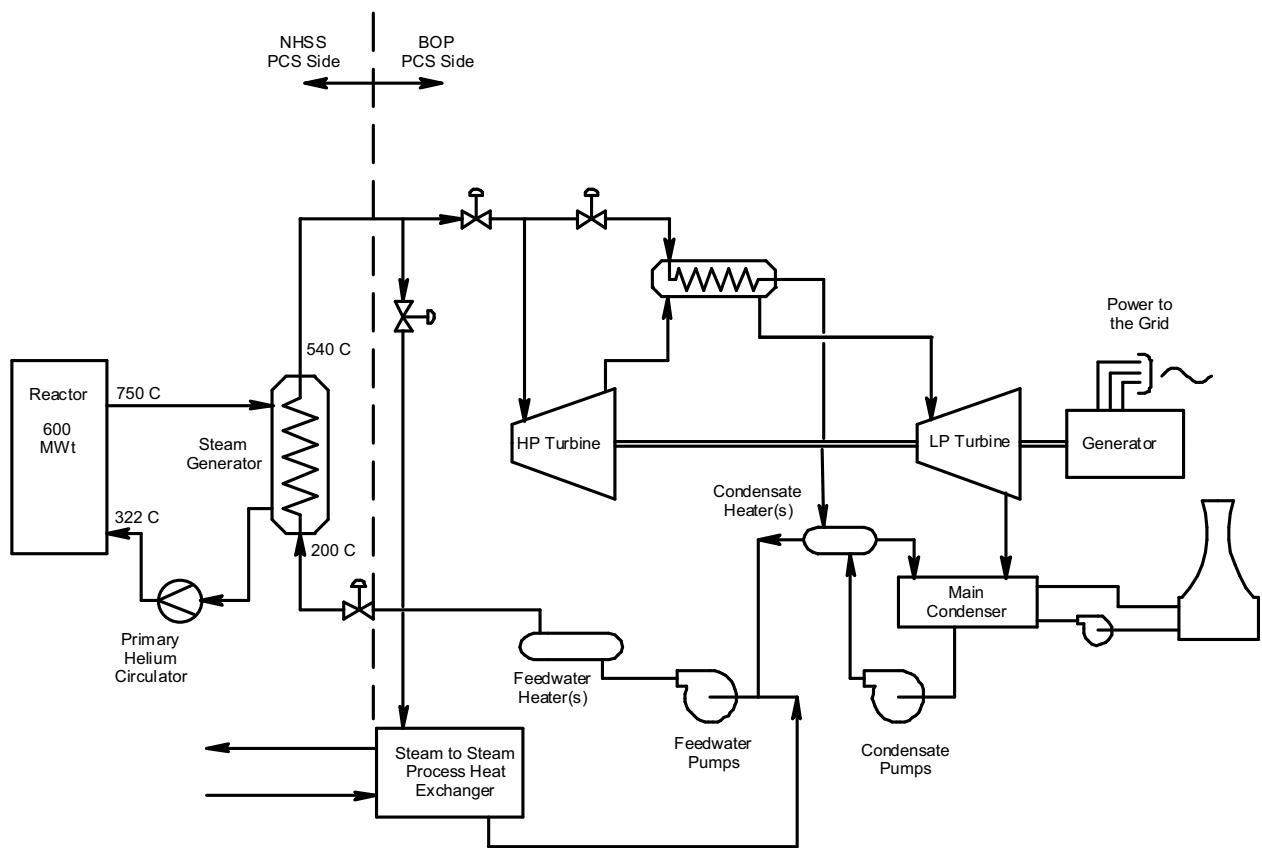 NHSS
PCS Side
BOP
PCS Side
Power to
the Grid
540 C
Reactor
600
MWt
750 C
Steam
Generator
HP Turbine
LP Turbine
Generator
Condensate
Heater(s)
322 C
200 C
Main
Condenser
Primary
Helium
Circulator
Feedwater
Heater(s)
Feedwater
Pumps
Condensate
Pumps
Steam to Steam
Process Heat
Exchanger